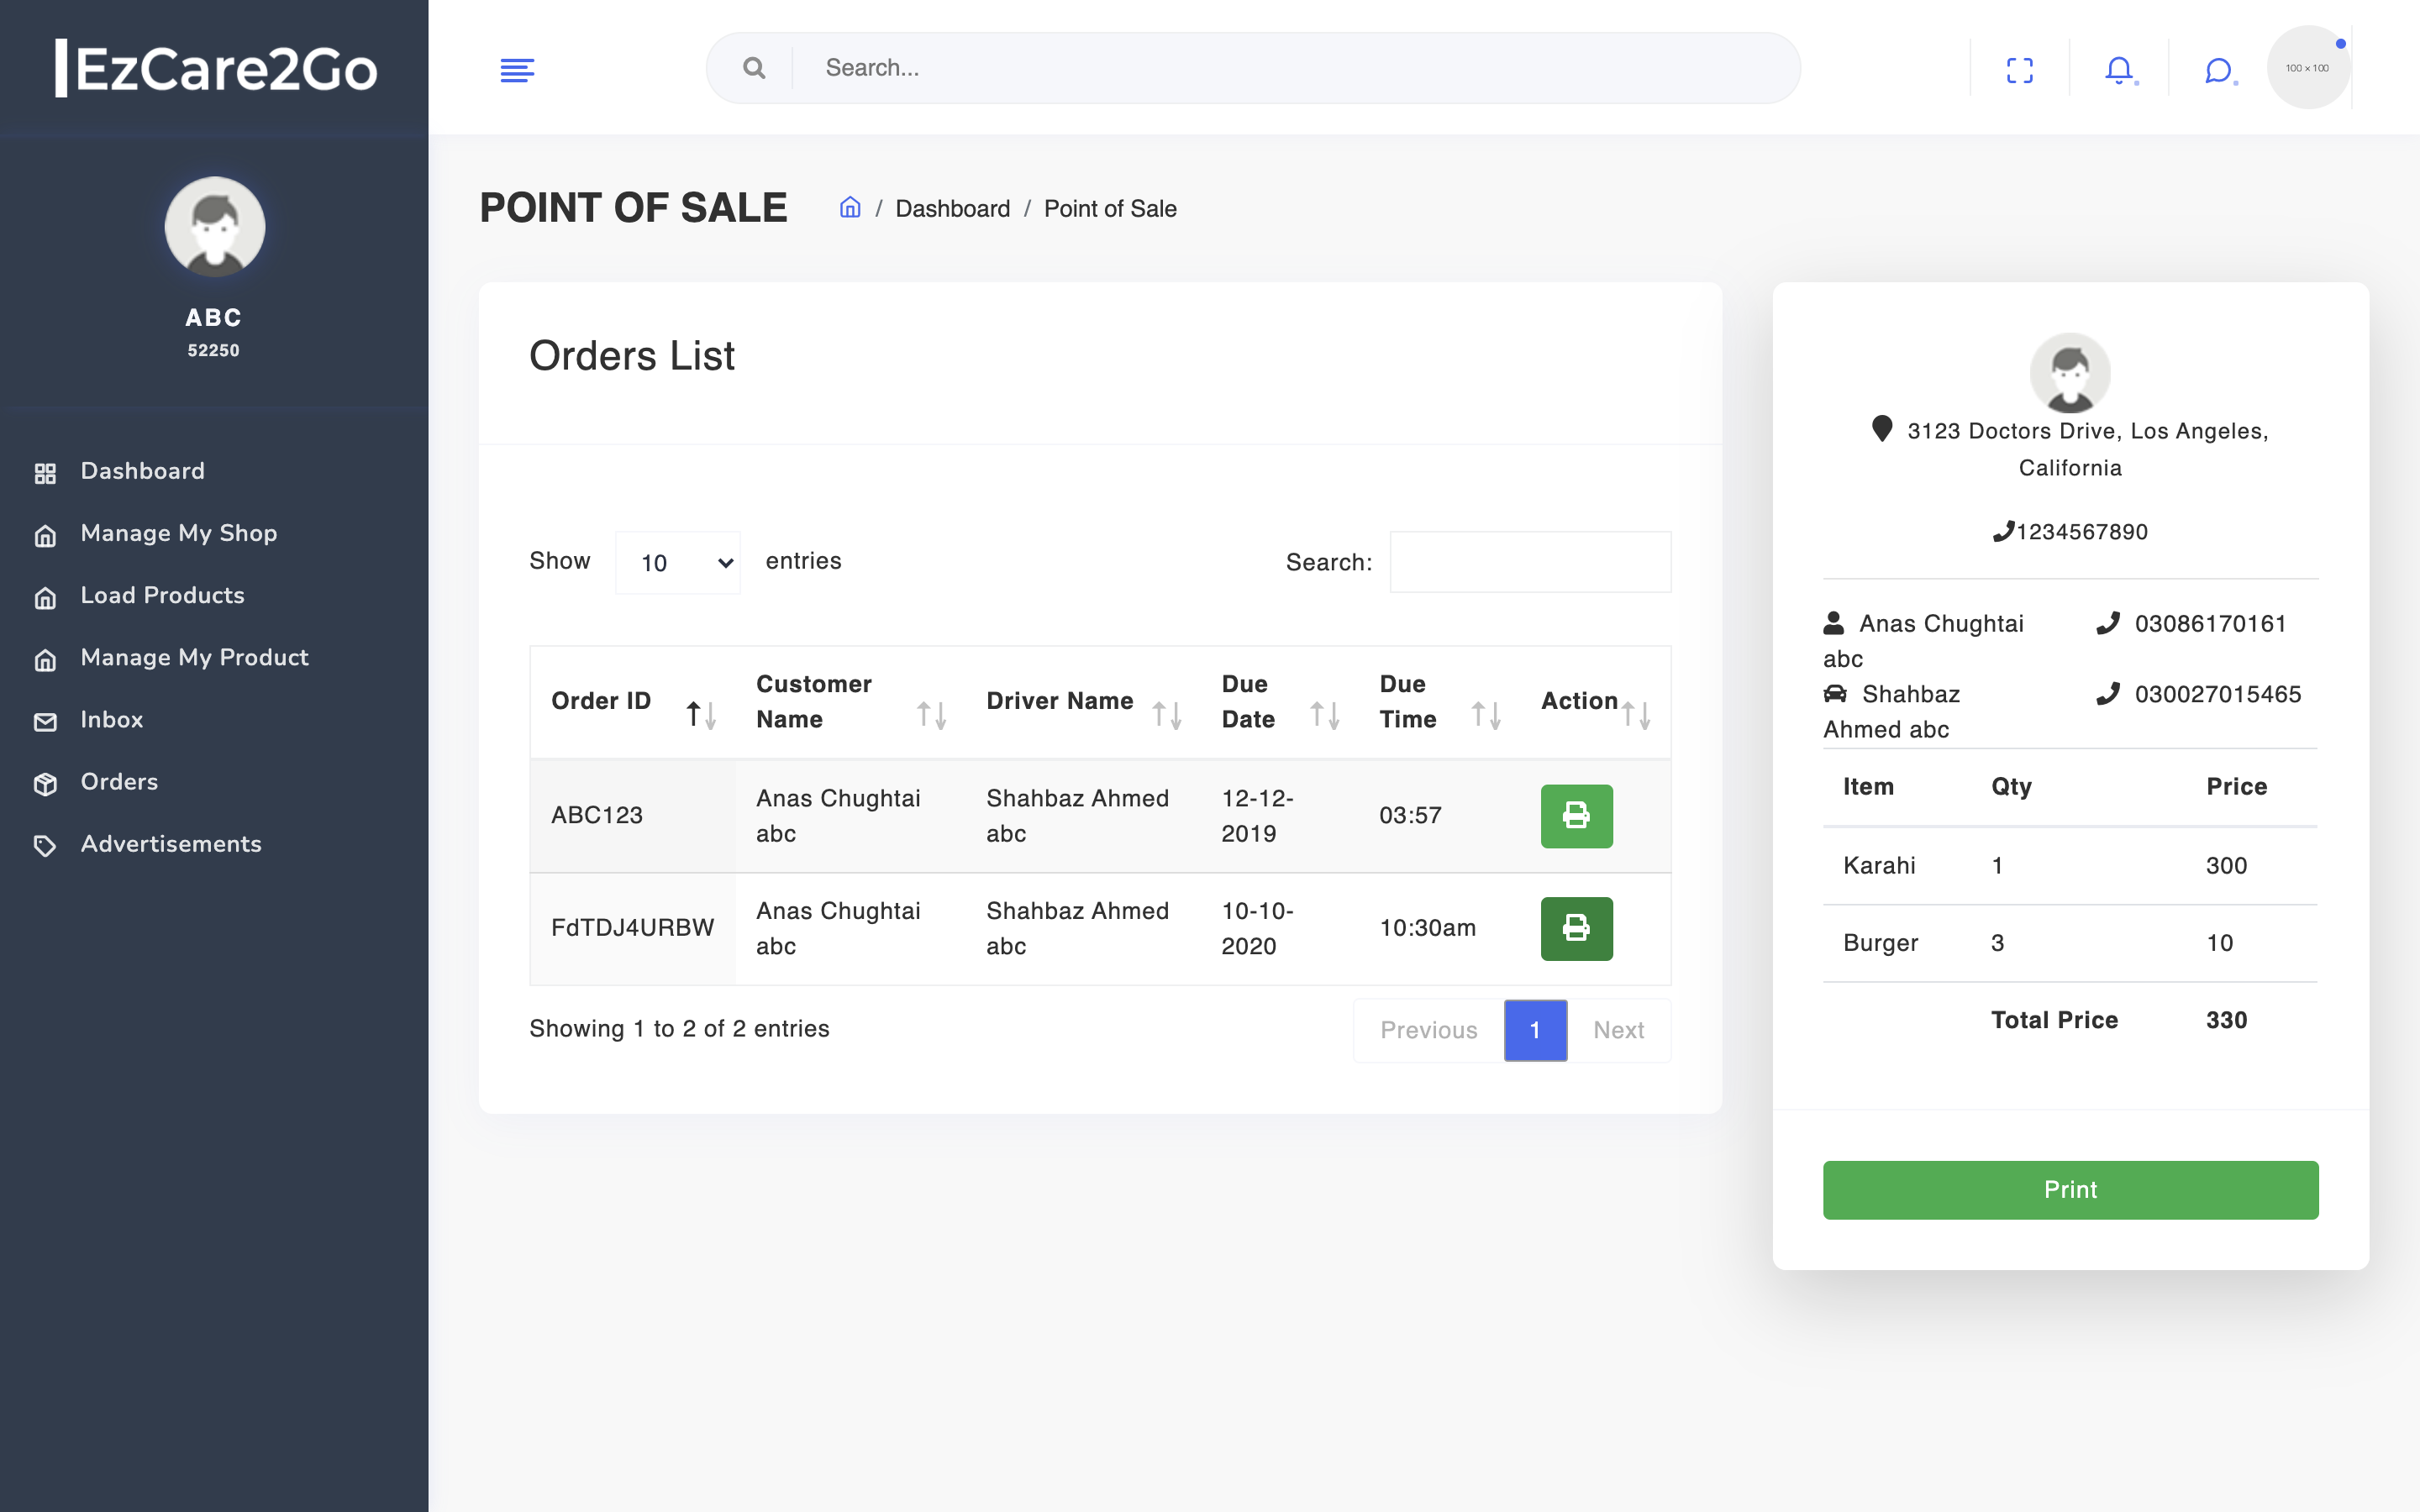 EzCare2Go
Search...
100 × 100
ABC
52250
Dashboard
Manage My Shop
Load Products
Manage My Product
Inbox
Orders
Advertisements
POINT OF SALE
/ Dashboard / Point of Sale
Orders List
Show 10 entries
Search:
Order ID Customer Name Driver Name Due Date Due Time Action
ABC123 Anas Chughtai abc Shahbaz Ahmed abc 12-12-2019 03:57
FdTDJ4URBW Anas Chughtai abc Shahbaz Ahmed abc 10-10-2020 10:30am
Showing 1 to 2 of 2 entries
Previous 1 Next
3123 Doctors Drive, Los Angeles,
California
1234567890
Anas Chughtai abc 03086170161
Shahbaz Ahmed abc 030027015465
Item Qty Price
Karahi 1 300
Burger 3 10
Total Price 330
Print